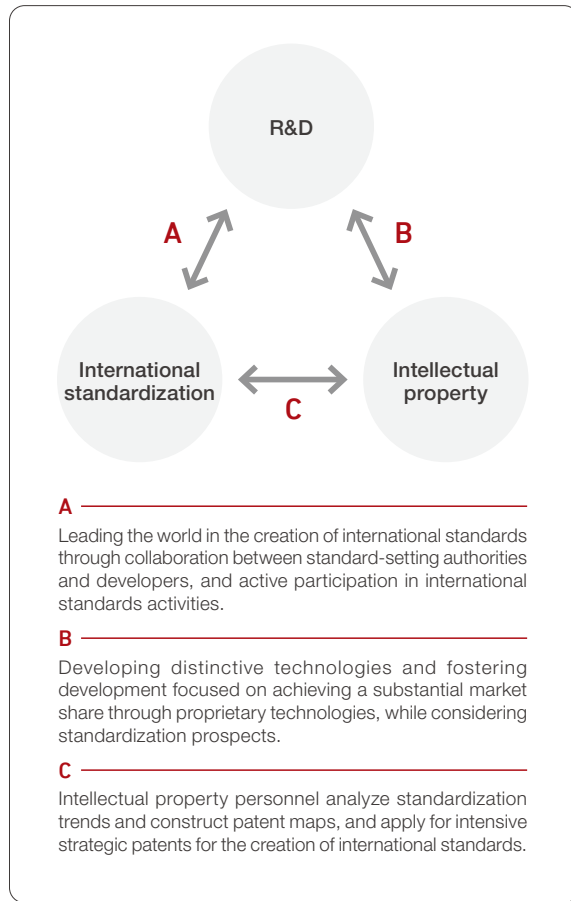 R&D
A
B
International
standardization
Intellectual
property
C
A
Leading the world in the creation of international standards
through collaboration between standard-setting authorities
and developers, and active participation in international
standards activities.
B
Developing distinctive technologies and fostering
development focused on achieving a substantial market
share through proprietary technologies, while considering
standardization prospects.
C
Intellectual property personnel analyze standardization
trends and construct patent maps, and apply for intensive
strategic patents for the creation of international standards.